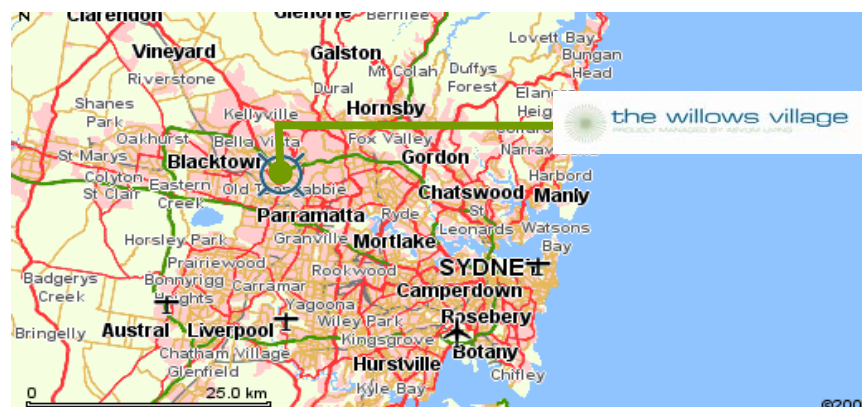 N
Clarendon
Glenorie
Berrilee
Vineyard
Galston
Lovett Bay
Bungan
Head
Riverstone
Mt Colah
Duffys
Forest
Shanes
Park
Kellyville
Dural
Hornsby
the willows village
PROUDLY MANAGED BY AEVUM LIVING
Oakhurst
Bella Vista
Fox Valley
St Marys
Blacktown
Gordon
Colyton
St Clair
Eastern
Creek
Old Toongabbie
Chatswood
Harbord
Manly
Parramatta
Ryde
St
Leonards
Watsons
Bay
Horsley Park
Granville
Mortlake
Prairiewood
Rookwood
SYDNEY
Badgerys
Creek
Bonnyrigg
Heights
Carramar
Camperdown
Yagoona
Bringelly
Austral
Liverpool
Wiley Park
Rosebery
Kingsgrove
Botany
Chatham Village
Glenfield
Hurstville
Chifley
Kyle Bay
0
25.0 km
©200